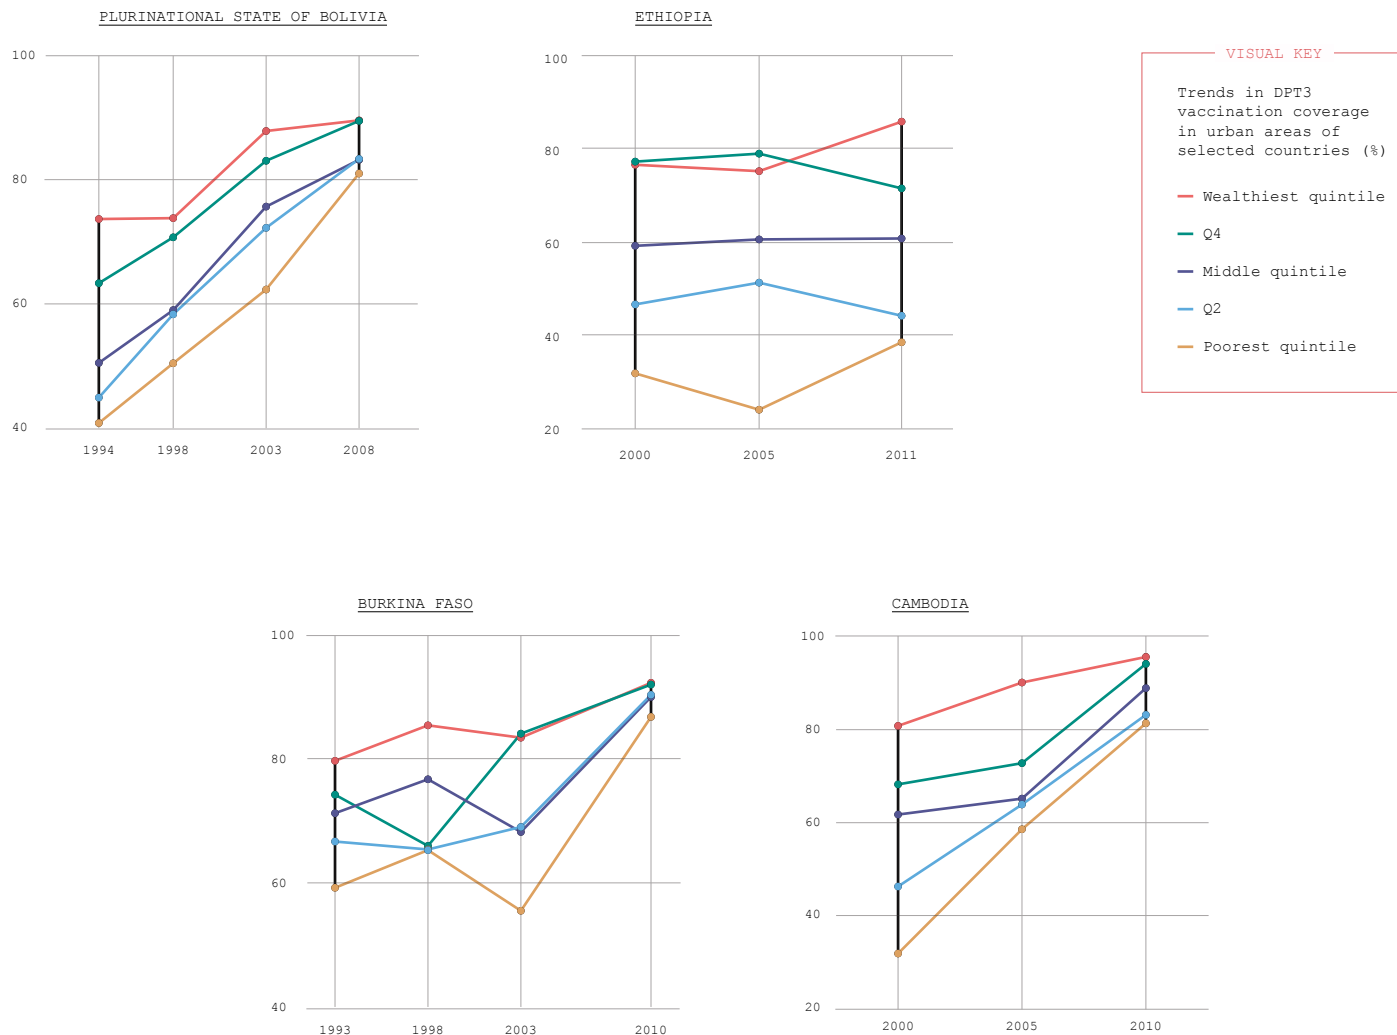 PLURINATIONAL STATE OF BOLIVIA
100
80
60
40
1994 1998 2003 2008
ETHIOPIA
100
80
60
40
20
2000 2005 2011
VISUAL KEY
Trends in DPT3
vaccination coverage
in urban areas of
selected countries (%)
Wealthiest quintile
Q4
Middle quintile
Q2
Poorest quintile
BURKINA FASO
100
80
60
40
1993 1998 2003 2010
CAMBODIA
100
80
60
40
20
2000 2005 2010